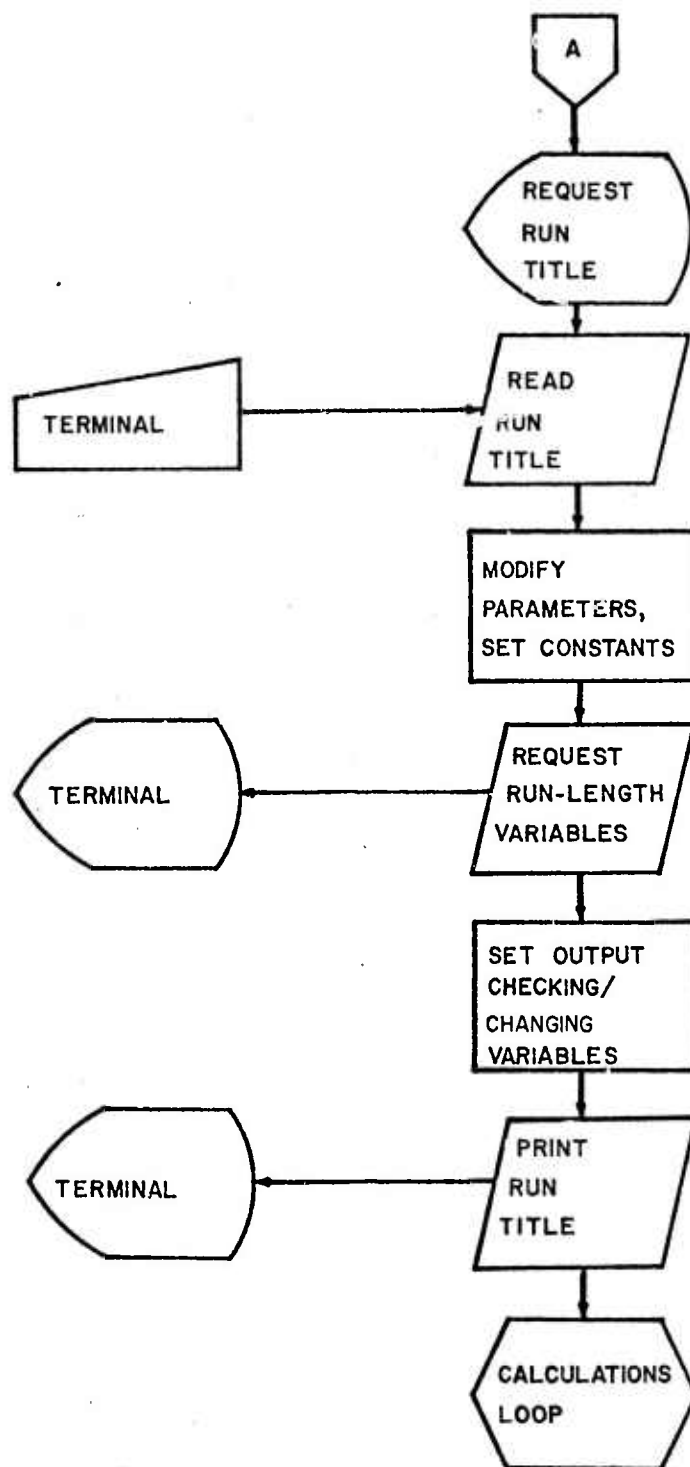 A
REQUEST
RUN
TITLE
TERMINAL
READ
RUN
TITLE
MODIFY
PARAMETERS,
SET CONSTANTS
TERMINAL
REQUEST
RUN-LENGTH
VARIABLES
SET OUTPUT
CHECKING/
CHANGING
VARIABLES
TERMINAL
PRINT
RUN
TITLE
CALCULATIONS
LOOP